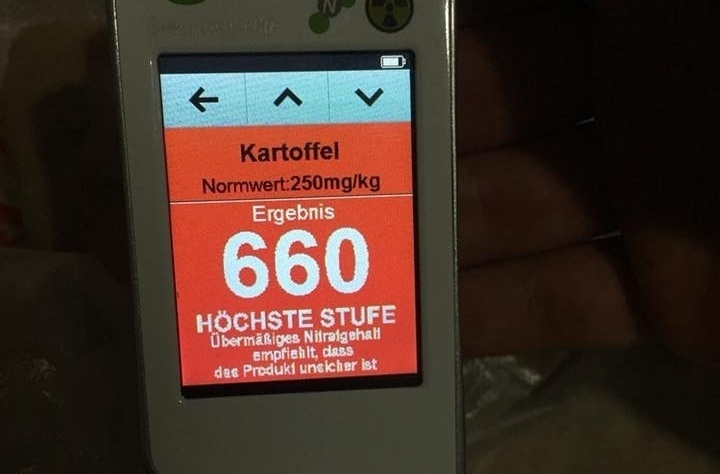 N
Kartoffel
Normwert:250mg/kg
Ergebnis
660
HÖCHSTE STUFE
Übermäßiges Nitratgehalt
empfiehlt, dass
das Produkt unsicher ist